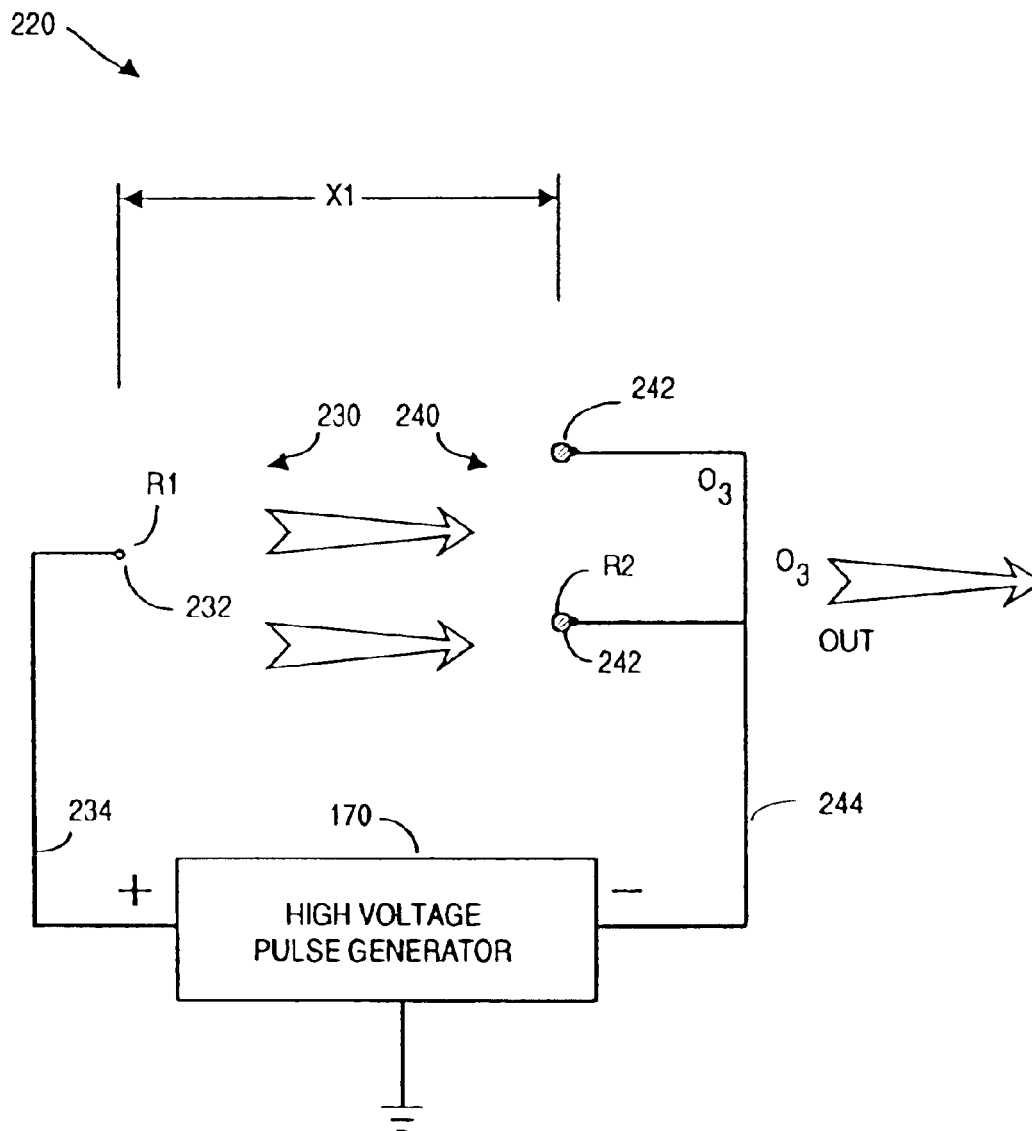 220
X1
242
230
240
O3
R1
R2
O3
232
242
OUT
234
170
244
+
−
HIGH VOLTAGE
PULSE GENERATOR